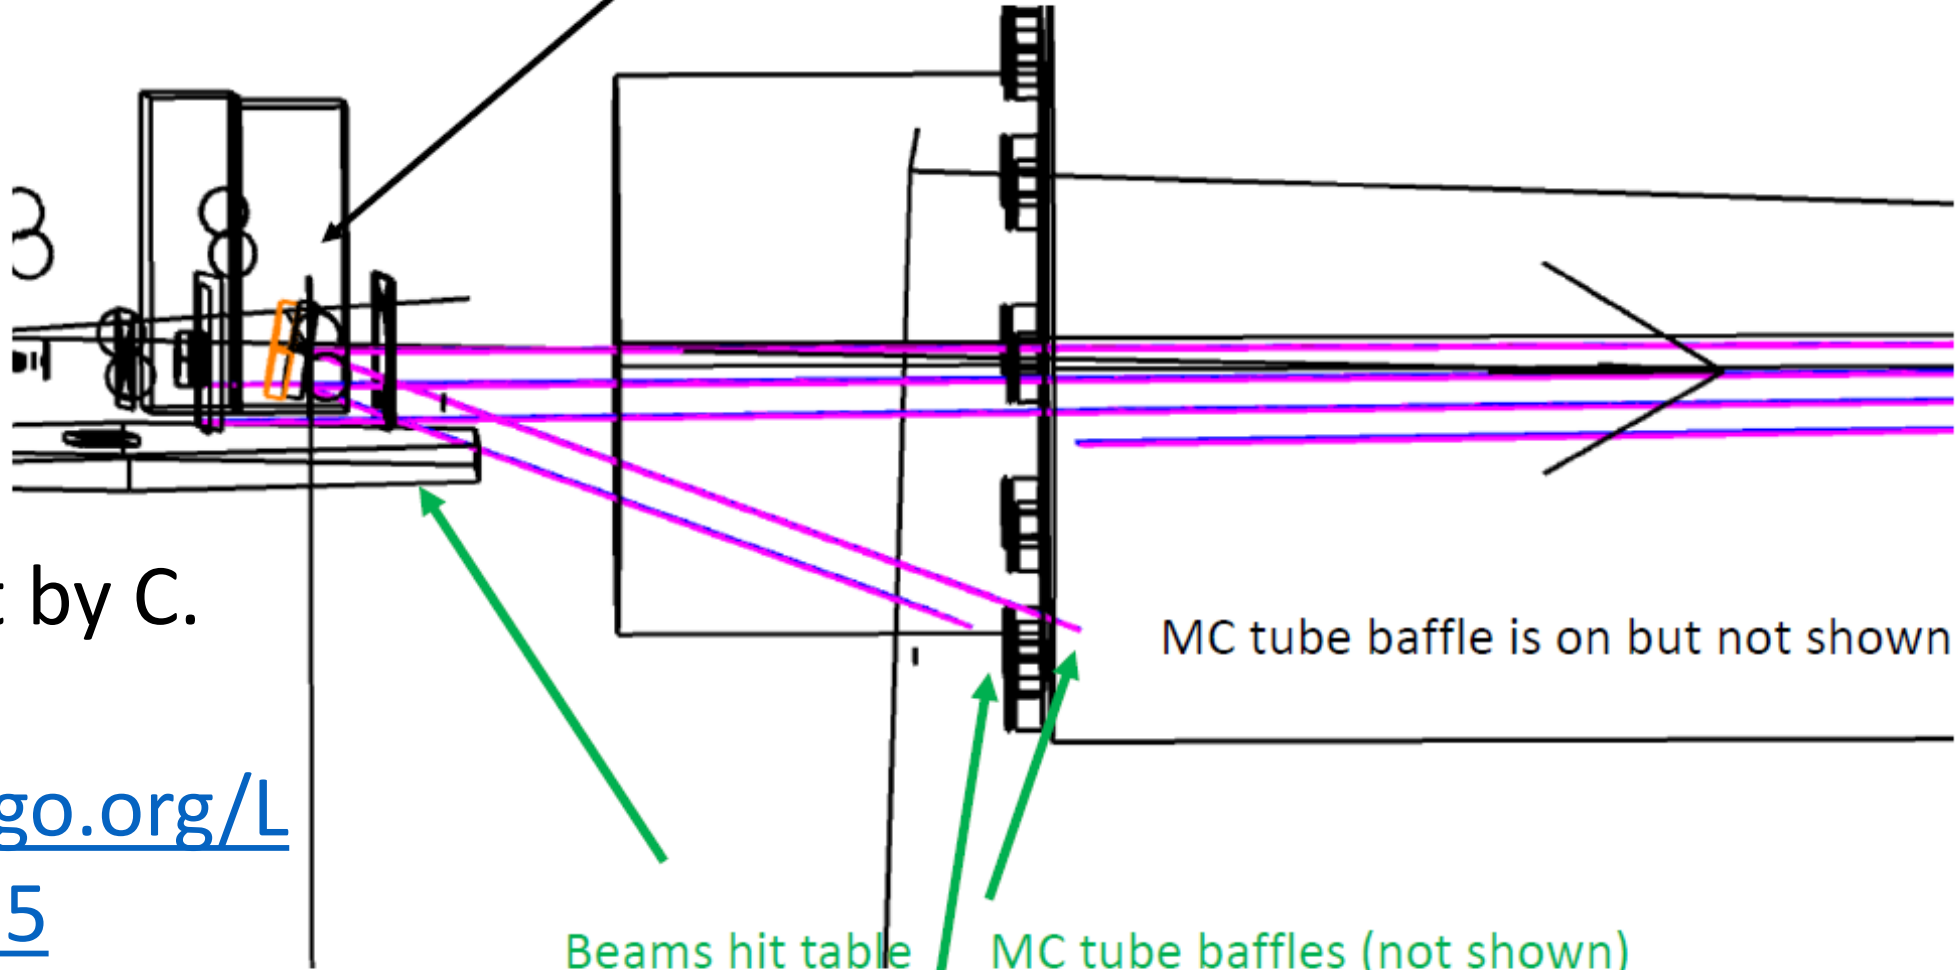 t by C.
MC tube baffle is on but not shown
go.org/L
5
Beams hit table
MC tube baffles (not shown)